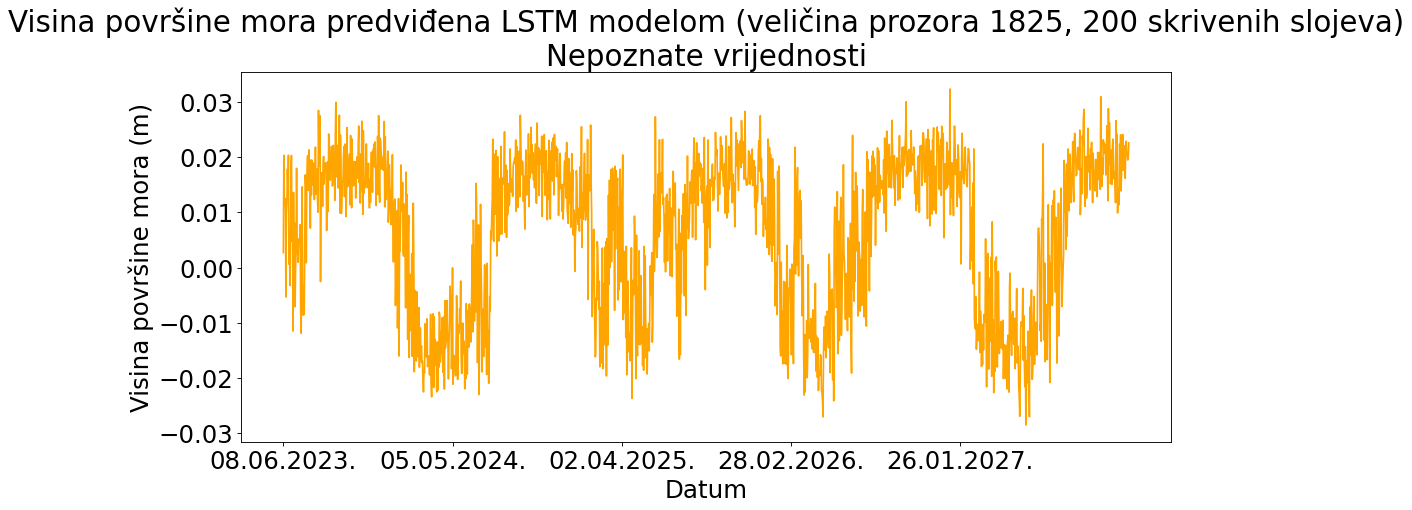 Visina površine mora predviđena LSTM modelom (veličina prozora 1825, 200 skrivenih slojeva)
Nepoznate vrijednosti
Visina površine mora (m)
0.03
0.02
0.01
0.00
−0.01
−0.02
−0.03
08.06.2023. 05.05.2024. 02.04.2025. 28.02.2026. 26.01.2027.
Datum